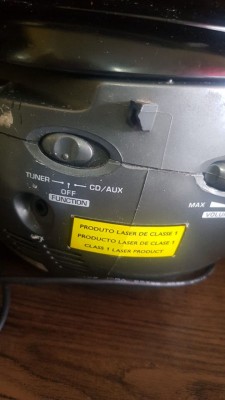 TUNER CD/AUX
OFF
FUNCTION
MAX
PRODUTO LASER DE CLASSE 1
PRODUCTO LASER DE CLASE 1
CLASS 1 LASER PRODUCT